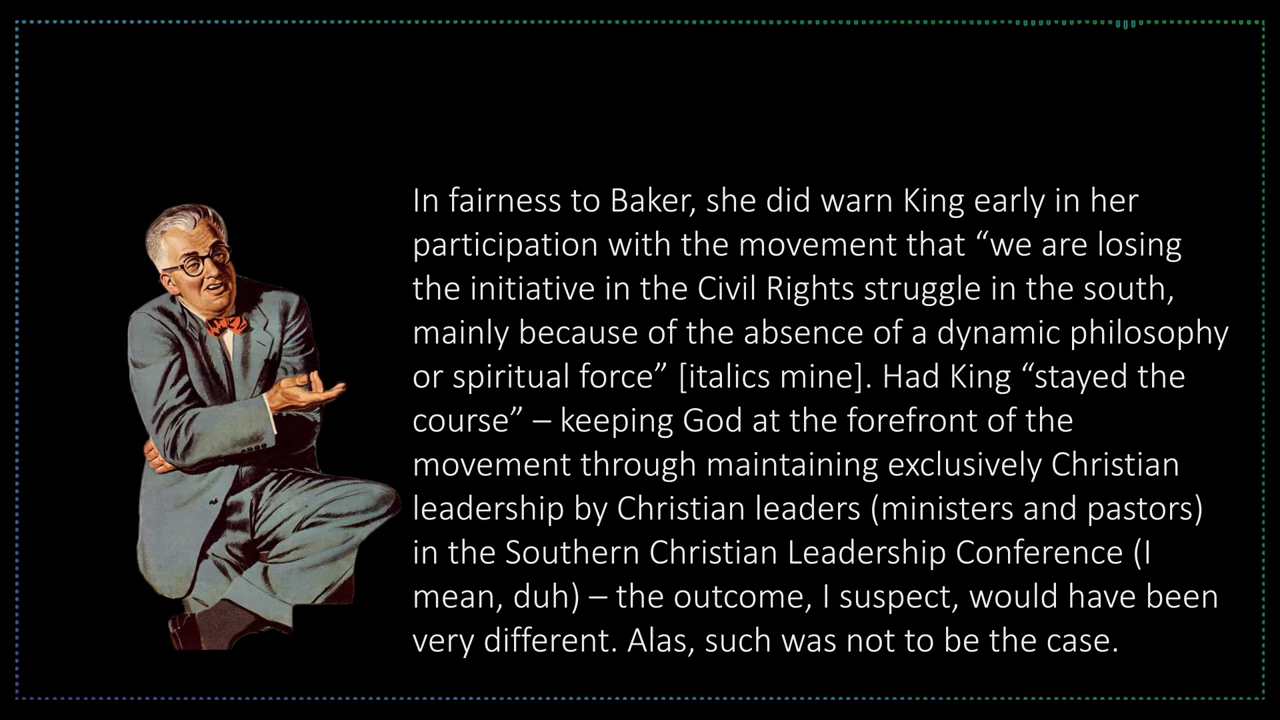 In fairness to Baker, she did warn King early in her
participation with the movement that “we are losing
the initiative in the Civil Rights struggle in the south,
mainly because of the absence of a dynamic philosophy
or spiritual force” [italics mine]. Had King “stayed the
course” – keeping God at the forefront of the
movement through maintaining exclusively Christian
leadership by Christian leaders (ministers and pastors)
in the Southern Christian Leadership Conference (I
mean, duh) – the outcome, I suspect, would have been
very different. Alas, such was not to be the case.